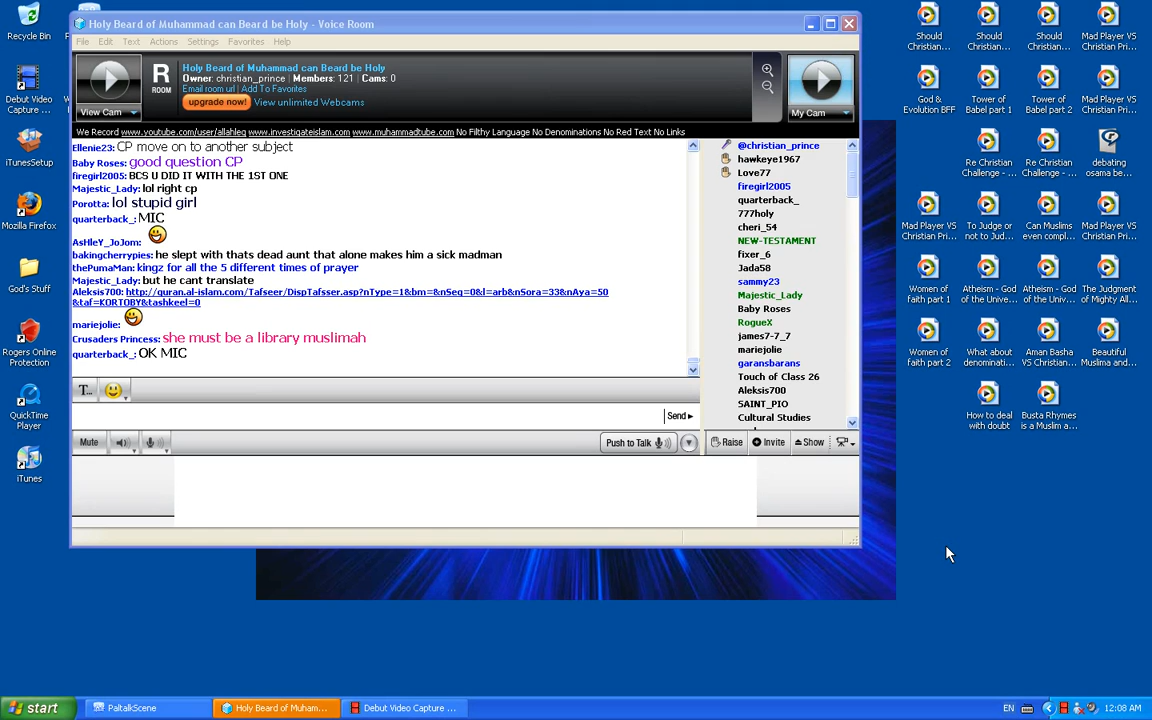 Holy Beard of Muhammad can Beard be Holy - Voice Room
File Edit Text Actions Settings Favorites Help
View Cam
R
ROOM
Holy Beard of Muhammad can Beard be Holy
Owner: christian_prince | Members: 121 | Cams: 0
Email room url | Add To Favorites
upgrade now! View unlimited Webcams
My Cam
We Record www.youtube.com/user/allahleg www.investigateislam.com www.muhammadtube.com No Filthy Language No Denominations No Red Text No Links
Ellenie23: CP move on to another subject
Baby Roses: good question CP
firegirl2005: BCS U DID IT WITH THE 1ST ONE
Majestic_Lady: lol right cp
Porotta: lol stupid girl
quarterback_: MIC
AsHleY_JoJom:
bakingcherrypies: he slept with thats dead aunt that alone makes him a sick madman
thePumaMan: kingz for all the 5 different times of prayer
Majestic_Lady: but he cant translate
Aleksis700: http://quran.al-islam.com/Tafseer/DispTafsser.asp?nType=1&bm=&nSeq=0&l=arb&nSora=33&nAya=50
&taf=KORTOBY&tashkeel=0
mariejolie:
Crusaders Princess: she must be a library muslimah
quarterback_: OK MIC
@christian_prince
hawkeye1967
Love77
firegirl2005
quarterback_
777holy
cheri_54
NEW-TESTAMENT
fixer_6
Jada58
sammy23
Majestic_Lady
Baby Roses
RogueX
james7-7_7
mariejolie
garansbarans
Touch of Class 26
Aleksis700
SAINT_PIO
Cultural Studies
T...
Send
Mute
Push to Talk
Raise Invite Show
Recycle Bin
Debut Video
Capture ...
iTunesSetup
Mozilla Firefox
God's Stuff
Rogers Online
Protection
QuickTime
Player
iTunes
Should
Christian...
Should
Christian...
Should
Christian...
Mad Player VS
Christian Pri...
God &
Evolution BFF
Tower of
Babel part 1
Tower of
Babel part 2
Mad Player VS
Christian Pri...
Re Christian
Challenge - ...
Re Christian
Challenge - ...
debating
osama be...
Mad Player VS
Christian Pri...
To Judge or
not to Jud...
Can Muslims
even compl...
Mad Player VS
Christian Pri...
Women of
faith part 1
Atheism - God
of the Unive...
Atheism - God
of the Univ...
The Judgment
of Mighty All...
Women of
faith part 2
What about
denominati...
Aman Basha
VS Christian...
Beautiful
Muslima and...
How to deal
with doubt
Busta Rhymes
is a Muslim a...
start
PaltalkScene
Holy Beard of Muham...
Debut Video Capture ...
EN
12:08 AM